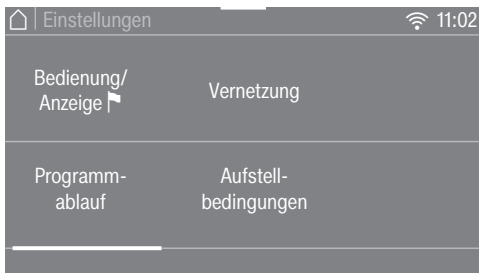 Einstellungen 11:02
Bedienung/
Anzeige
Vernetzung
Programm-
ablauf
Aufstell-
bedingungen